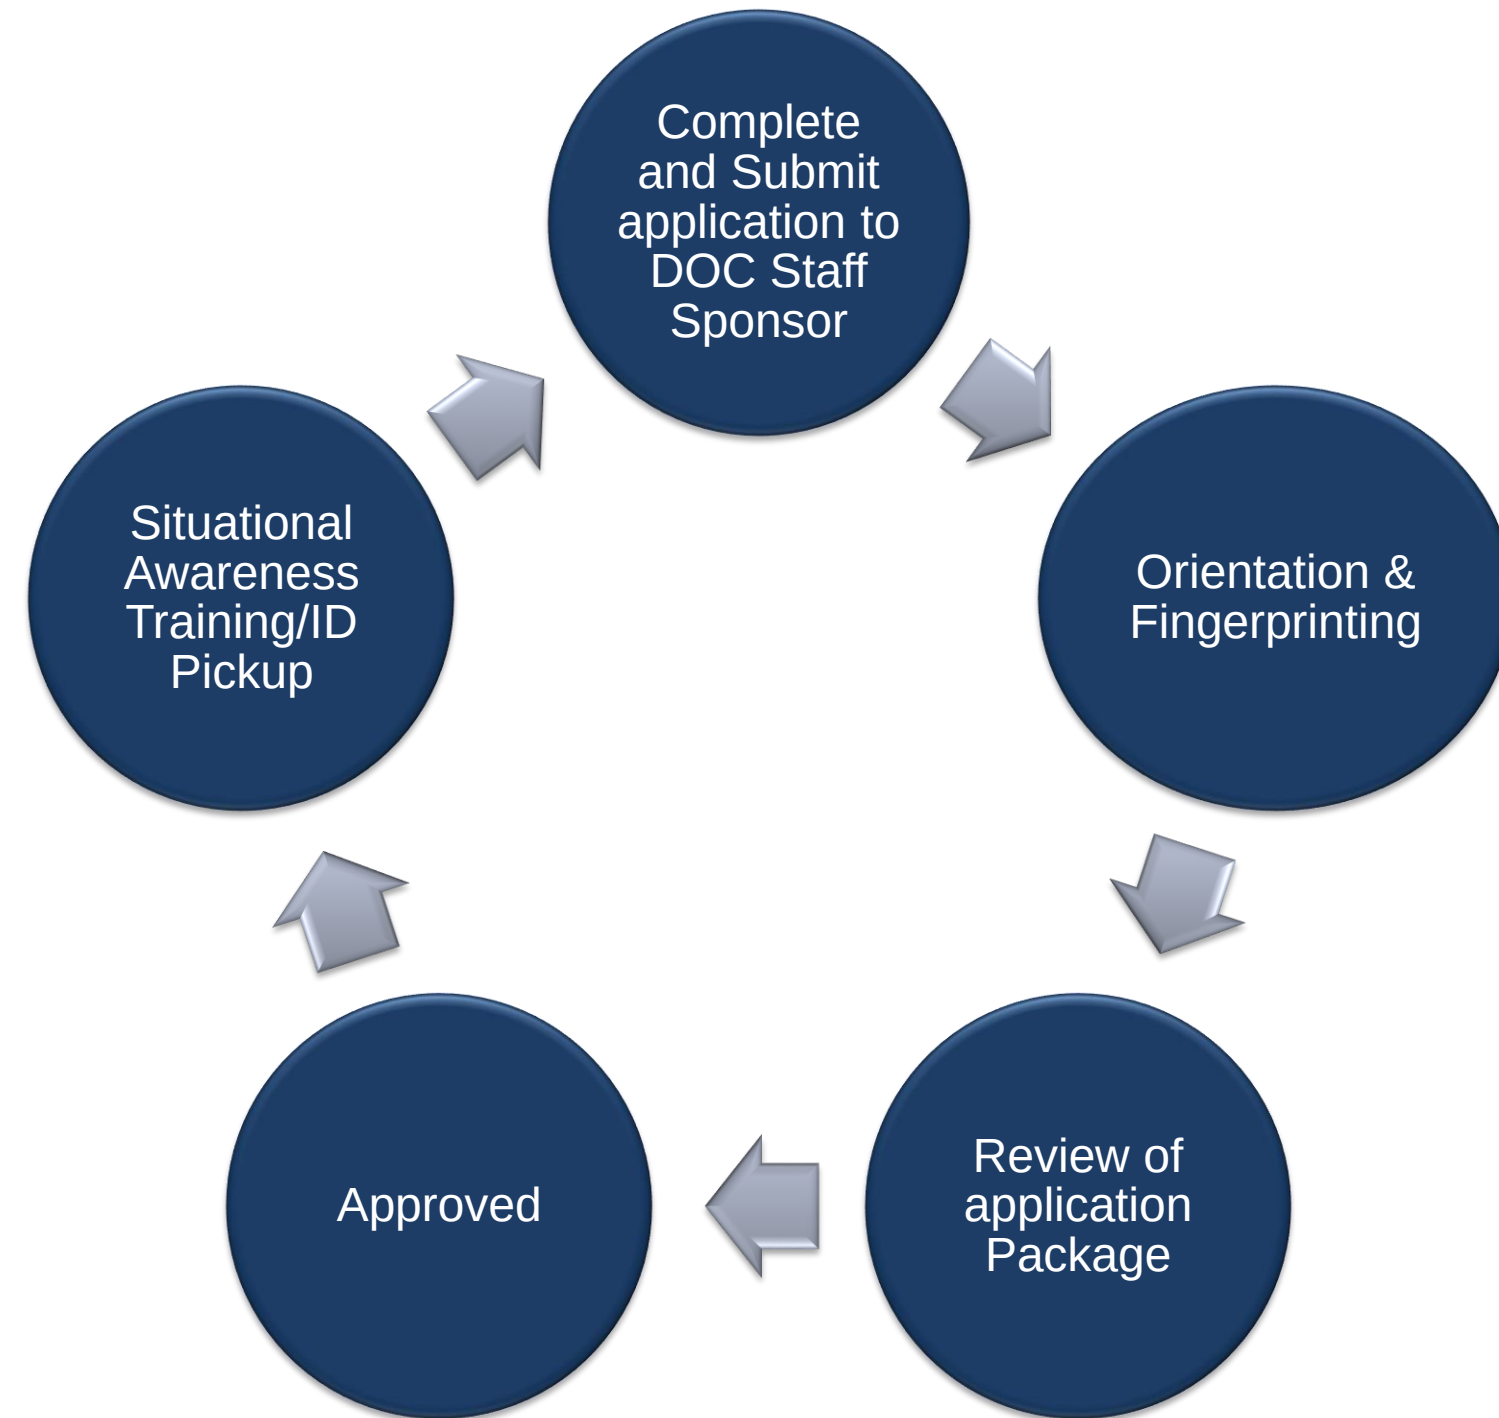 Complete
and Submit
application to
DOC Staff
Sponsor
Orientation &
Fingerprinting
Review of
application
Package
Approved
Situational
Awareness
Training/ID
Pickup